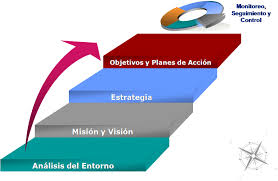 Monitoreo,
Seguimiento y
Control
Objetivos y Planes de Acción
Estrategia
Misión y Visión
Análisis del Entorno